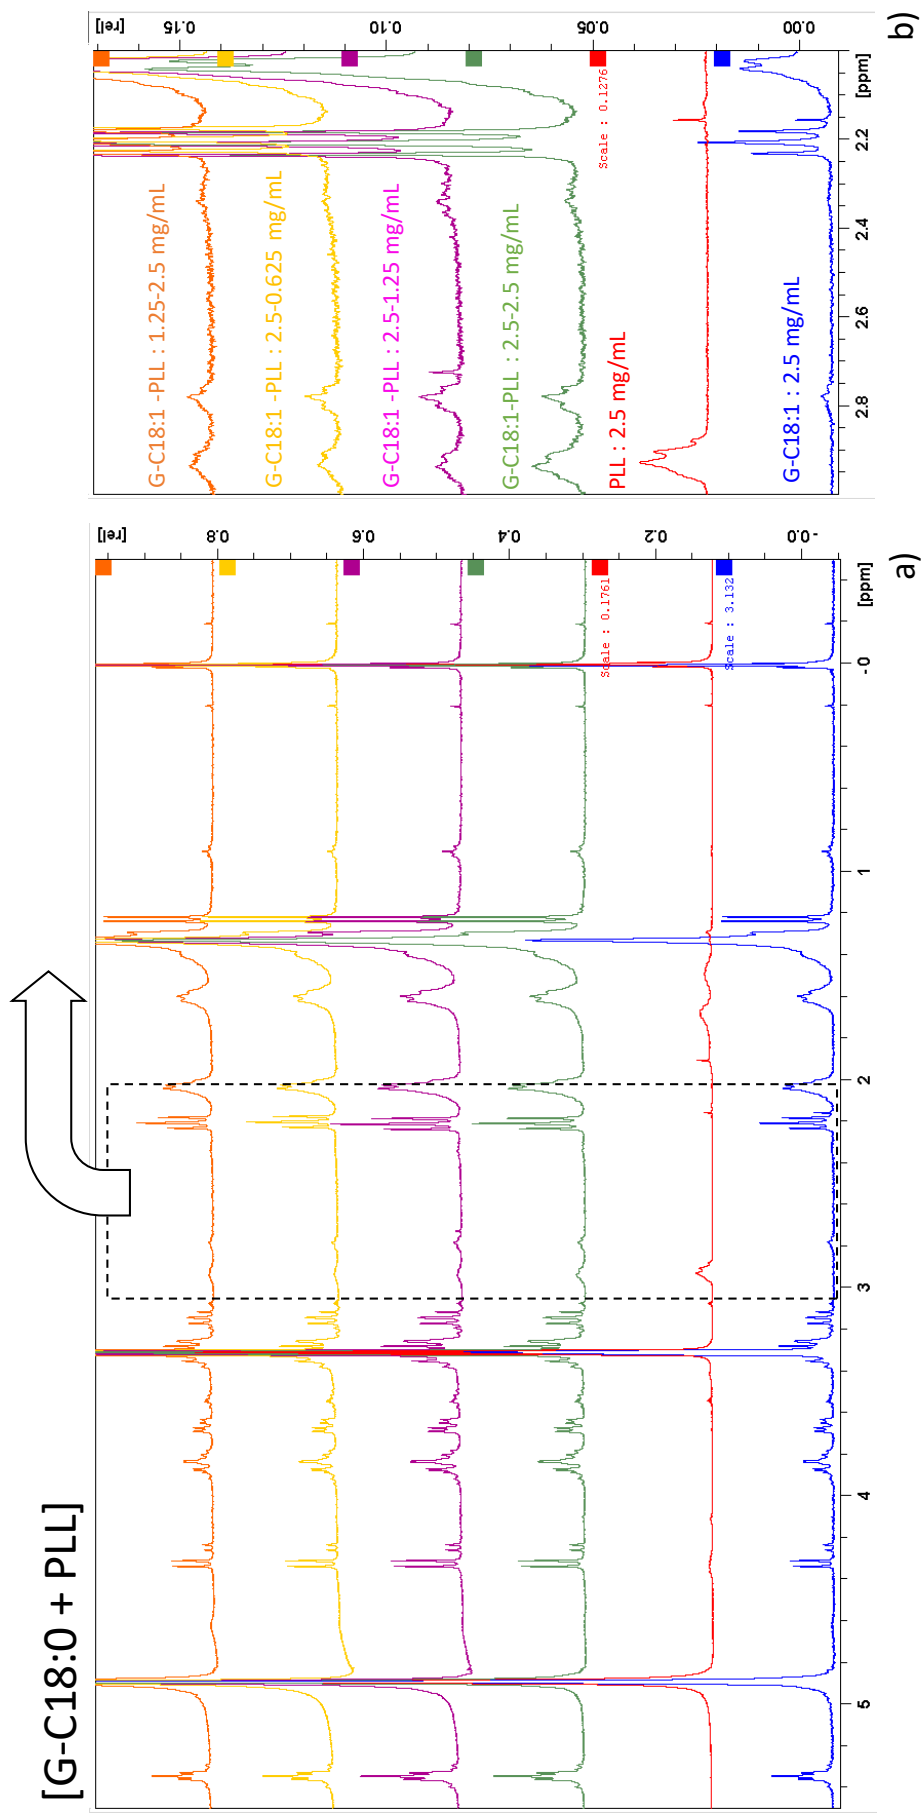 [G-C18:0 + PLL]
[rel]
0.8
0.6
0.4
0.2
-0.0
Scale : 0.1761
Scale : 3.132
5
4
3
2
1
-0
[ppm]
a)
[rel]
0.15
0.10
0.05
0.00
G-C18:1 -PLL : 1.25-2.5 mg/mL
G-C18:1 -PLL : 2.5-0.625 mg/mL
G-C18:1 -PLL : 2.5-1.25 mg/mL
G-C18:1-PLL : 2.5-2.5 mg/mL
PLL : 2.5 mg/mL
Scale : 0.1276
G-C18:1 : 2.5 mg/mL
2.8
2.6
2.4
2.2
[ppm]
b)